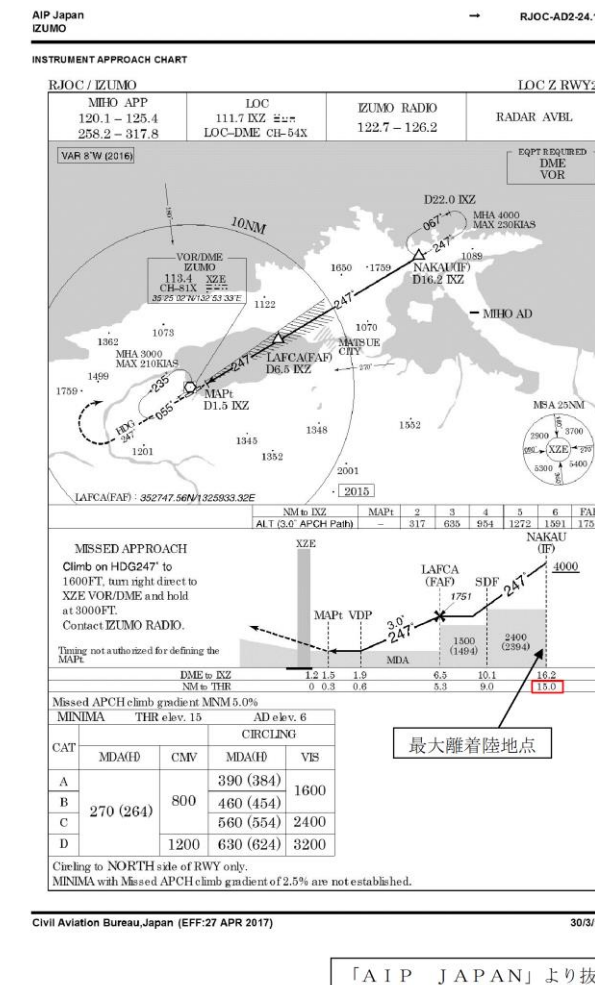 AIP Japan
IZUMO
→ RJOC-AD2-24.
INSTRUMENT APPROACH CHART
RJOC / IZUMO
LOC Z RWY2
MIHO APP
120.1 – 125.4
258.2 – 317.8
LOC
111.7 IXZ
LOC-DME CH-54X
IZUMO RADIO
122.7 – 126.2
RADAR AVBL
VAR 8°W (2016)
EQPT REQUIRED
DME
VOR
D22.0 IXZ
MHA 4000
MAX 230KIAS
067°
247°
10NM
VOR/DME
IZUMO
113.4 XZE
CH-81X
35 25 02"N/132 53 33"E
1650
1759
1089
NAKAU(IF)
D16.2 IXZ
247°
1122
MIHO AD
1070
MATSUE
CITY
1073
1362
MHA 3000
MAX 210KIAS
247°
LAFCA(FAF)
D6.5 IXZ
270°
1499
1759
235°
MAPt
D1.5 IXZ
055°
HDG
247°
1201
1345
1348
1352
1552
2001
2015
MSA 25NM
2900
3700
XZE
5300
5400
LAFCA(FAF) : 352747.56N/1325933.32E
NM to IXZ MAPt 2 3 4 5 6 FAF
ALT (3.0° APCH Path) – 317 635 954 1272 1591 175
MISSED APPROACH
Climb on HDG247° to
1600FT, turn right direct to
XZE VOR/DME and hold
at 3000FT.
Contact IZUMO RADIO.
Timing not authorized for defining the
MAPt.
XZE
NAKAU
(IF)
4000
LAFCA
(FAF)
SDF
1751
247°
MAPt VDP
3.0°
247°
1500
(1494)
2400
(2394)
MDA
DME to IXZ 1.2 1.5 1.9 6.5 10.1 16.2
NM to THR 0 0.3 0.6 5.3 9.0 15.0
Missed APCH climb gradient MNM 5.0%
MINIMA THR elev. 15 AD elev. 6
CAT
CIRCLING
MDA(H) CMV MDA(H) VIS
A 270 (264) 800 390 (384) 1600
B 460 (454)
C 560 (554) 2400
D 1200 630 (624) 3200
最大離着陸地点
Circling to NORTH side of RWY only.
MINIMA with Missed APCH climb gradient of 2.5% are not established.
Civil Aviation Bureau,Japan (EFF:27 APR 2017)
30/3/
「AIP JAPAN」より抜